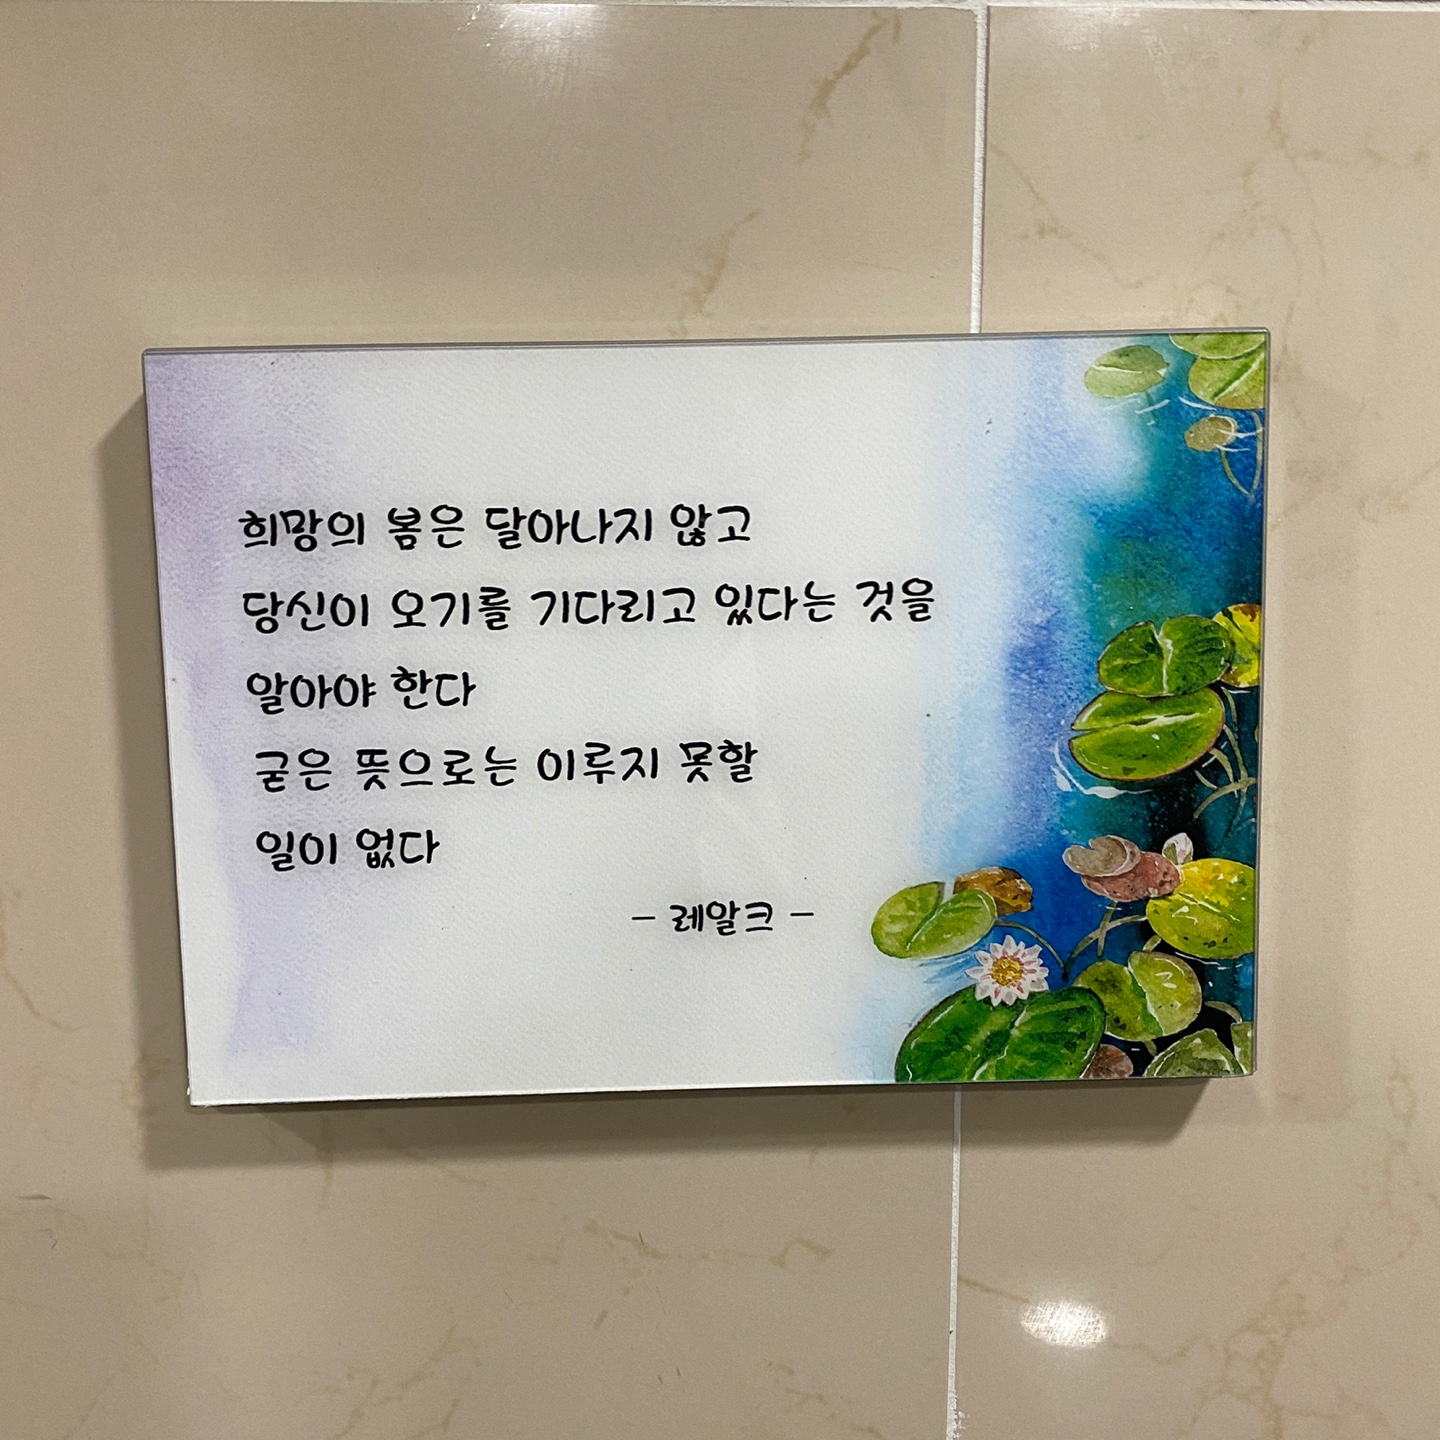 희망의 봄은 달아나지 않고
당신이 오기를 기다리고 있다는 것을
알아야 한다
굳은 뜻으로는 이루지 못할
일이 없다
- 레알크 -